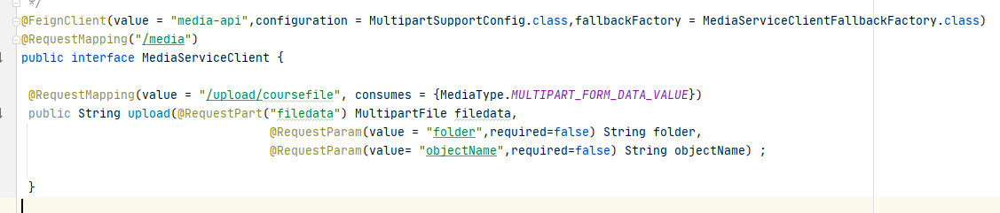 */
@FeignClient(value = "media-api",configuration = MultipartSupportConfig.class,fallbackFactory = MediaServiceClientFallbackFactory.class)
@RequestMapping("/media")
public interface MediaServiceClient {
@RequestMapping(value = "/upload/coursefile", consumes = {MediaType.MULTIPART_FORM_DATA_VALUE})
public String upload(@RequestPart("filedata") MultipartFile filedata,
@RequestParam(value = "folder",required=false) String folder,
@RequestParam(value= "objectName",required=false) String objectName) ;
}